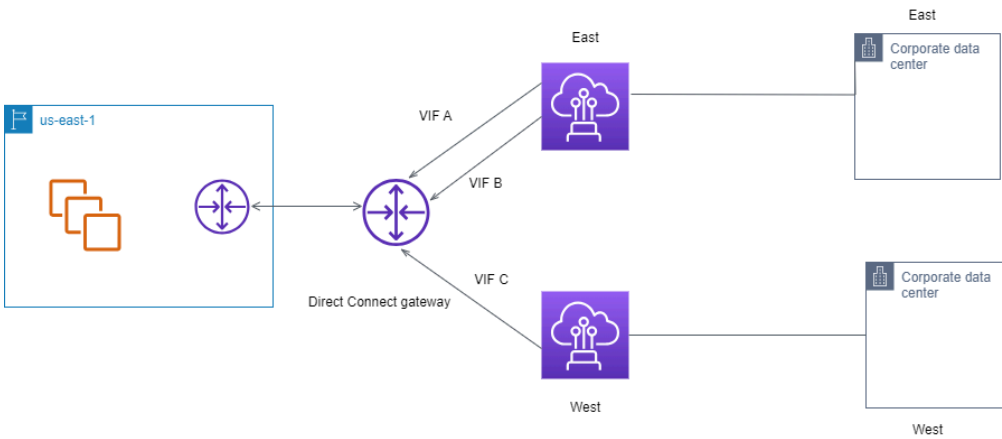 East
East
Corporate data
center
us-east-1
VIF A
VIF B
VIF C
Direct Connect gateway
Corporate data
center
West
West